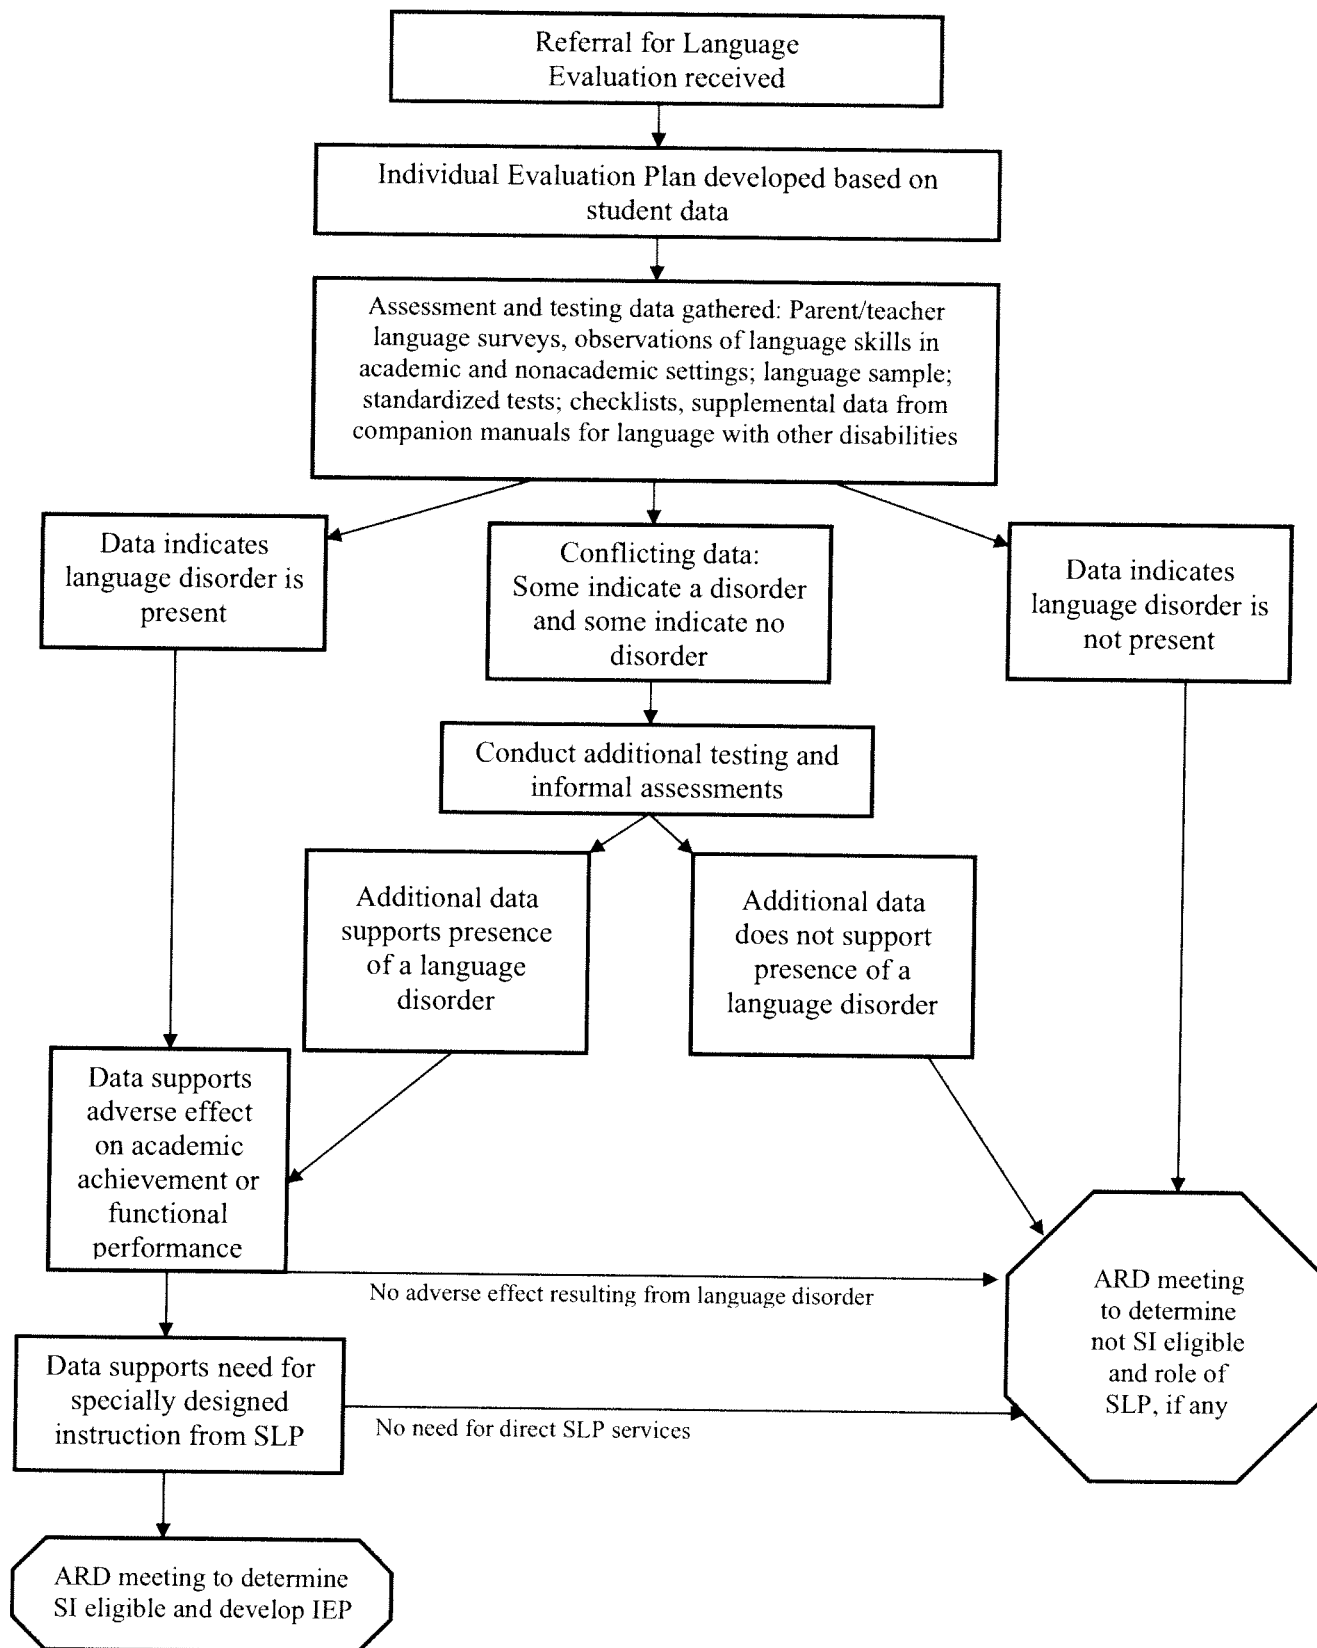 Referral for Language
Evaluation received
Individual Evaluation Plan developed based on
student data
Assessment and testing data gathered: Parent/teacher
language surveys, observations of language skills in
academic and nonacademic settings; language sample;
standardized tests; checklists, supplemental data from
companion manuals for language with other disabilities
Data indicates
language disorder is
present
Conflicting data:
Some indicate a disorder
and some indicate no
disorder
Data indicates
language disorder is
not present
Conduct additional testing and
informal assessments
Additional data
supports presence
of a language
disorder
Additional data
does not support
presence of a
language disorder
Data supports
adverse effect
on academic
achievement or
functional
performance
No adverse effect resulting from language disorder
ARD meeting
to determine
not SI eligible
and role of
SLP, if any
Data supports need for
specially designed
instruction from SLP
No need for direct SLP services
ARD meeting to determine
SI eligible and develop IEP